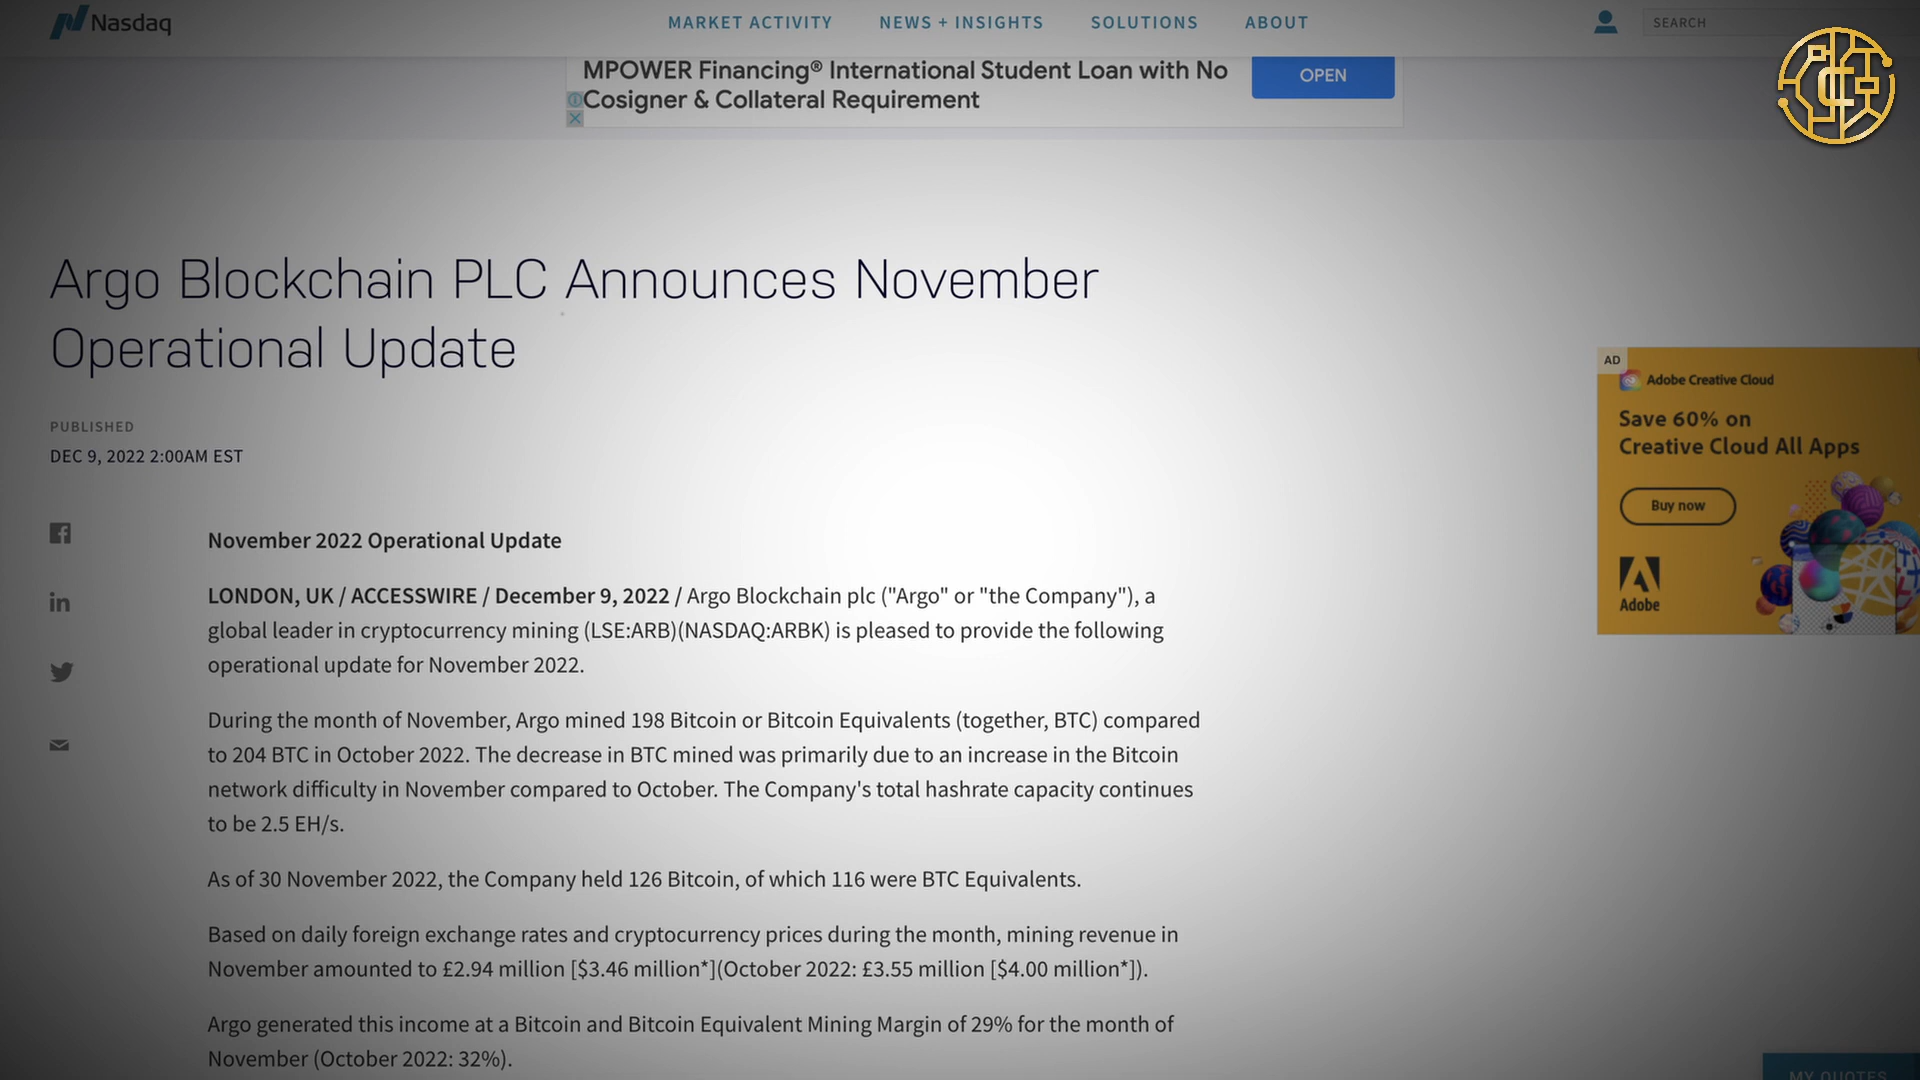 Nasdaq
MARKET ACTIVITY
NEWS + INSIGHTS
SOLUTIONS
ABOUT
SEARCH
MPOWER Financing® International Student Loan with No
Cosigner & Collateral Requirement
OPEN
Argo Blockchain PLC Announces November
Operational Update
PUBLISHED
DEC 9, 2022 2:00AM EST
November 2022 Operational Update
LONDON, UK / ACCESSWIRE / December 9, 2022 / Argo Blockchain plc ("Argo" or "the Company"), a
global leader in cryptocurrency mining (LSE:ARB)(NASDAQ:ARBK) is pleased to provide the following
operational update for November 2022.
During the month of November, Argo mined 198 Bitcoin or Bitcoin Equivalents (together, BTC) compared
to 204 BTC in October 2022. The decrease in BTC mined was primarily due to an increase in the Bitcoin
network difficulty in November compared to October. The Company's total hashrate capacity continues
to be 2.5 EH/s.
As of 30 November 2022, the Company held 126 Bitcoin, of which 116 were BTC Equivalents.
Based on daily foreign exchange rates and cryptocurrency prices during the month, mining revenue in
November amounted to £2.94 million [$3.46 million*](October 2022: £3.55 million [$4.00 million*]).
Argo generated this income at a Bitcoin and Bitcoin Equivalent Mining Margin of 29% for the month of
November (October 2022: 32%).
AD
Adobe Creative Cloud
Save 60% on
Creative Cloud All Apps
Buy now
Adobe
MY QUOTES